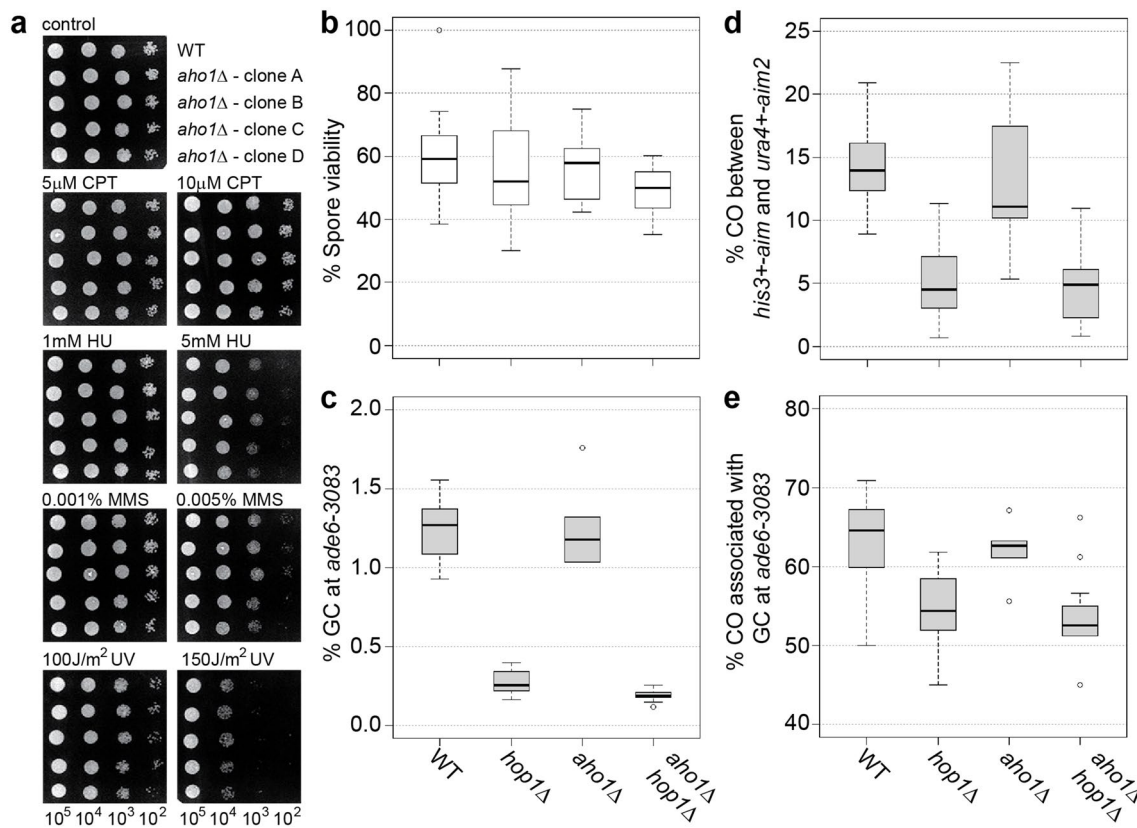 a
control
WT
aho1Δ - clone A
aho1Δ - clone B
aho1Δ - clone C
aho1Δ - clone D
5µM CPT
10µM CPT
1mM HU
5mM HU
0.001% MMS
0.005% MMS
100J/m² UV
150J/m² UV
10⁵ 10⁴ 10³ 10²
10⁵ 10⁴ 10³ 10²
b
% Spore viability
100
80
60
40
20
0
c
% GC at ade6-3083
2.0
1.5
1.0
0.5
0.0
WT
hop1Δ
aho1Δ
aho1Δ
hop1Δ
d
% CO between
his3+-aim and ura4+-aim2
25
20
15
10
5
0
e
% CO associated with
GC at ade6-3083
80
70
60
50
40
WT
hop1Δ
aho1Δ
aho1Δ
hop1Δ